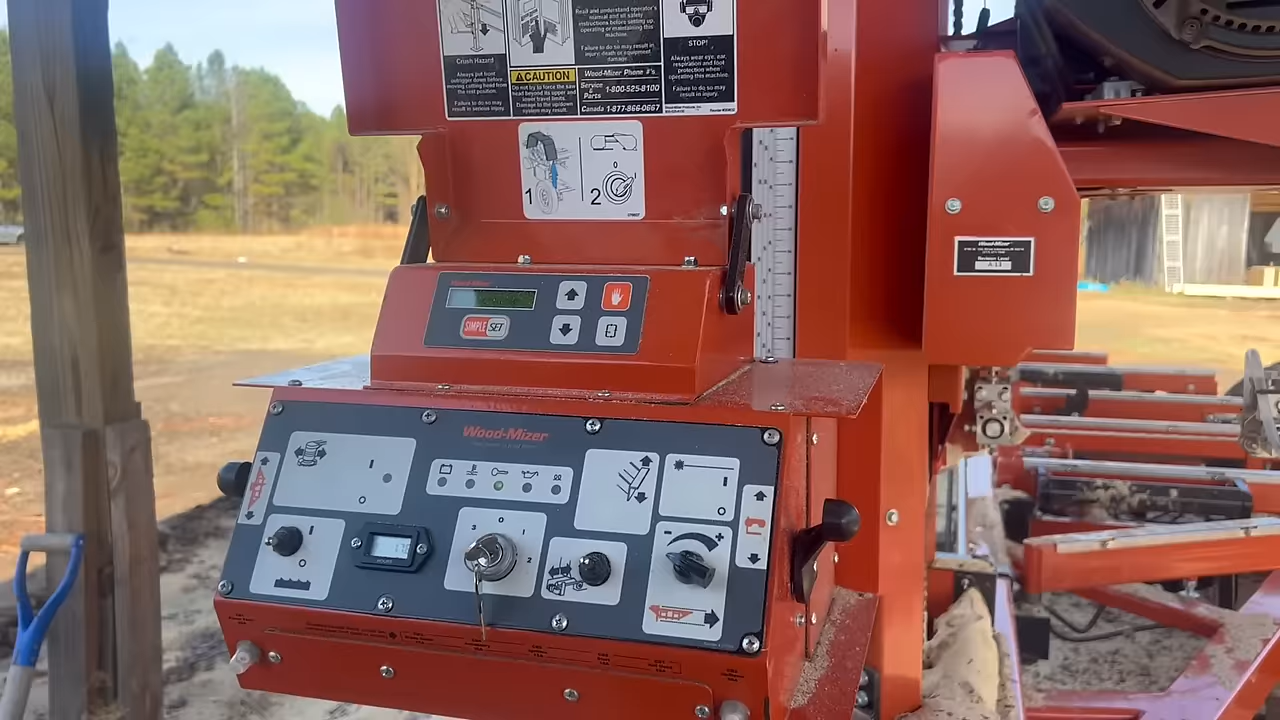 Read and understand operator's
manual and all safety
instructions before setting up,
operating or maintaining this
machine.
Failure to do so may result in
injury, death or equipment
damage.
Crush Hazard
Always put front
outrigger down before
moving cutting head from
the rest position.
Failure to do so may
result in serious injury
CAUTION
Do not try to force the saw
head beyond its upper and
lower travel limits.
Damage to the up/down
system may result.
Wood-Mizer Phone #'s
Service
&
Parts
1-800-525-8100
Canada 1-877-866-0667
STOP!
Always wear eye, ear,
respiration and foot
protection when
operating this machine.
Failure to do so may
result in injury.
1
2
0
Wood-Mizer
SIMPLE SET
Wood-Mizer
Revision Level
A 13
Wood-Mizer
I
O
I
O
HOURS
3
0
1
2
I
O
- +